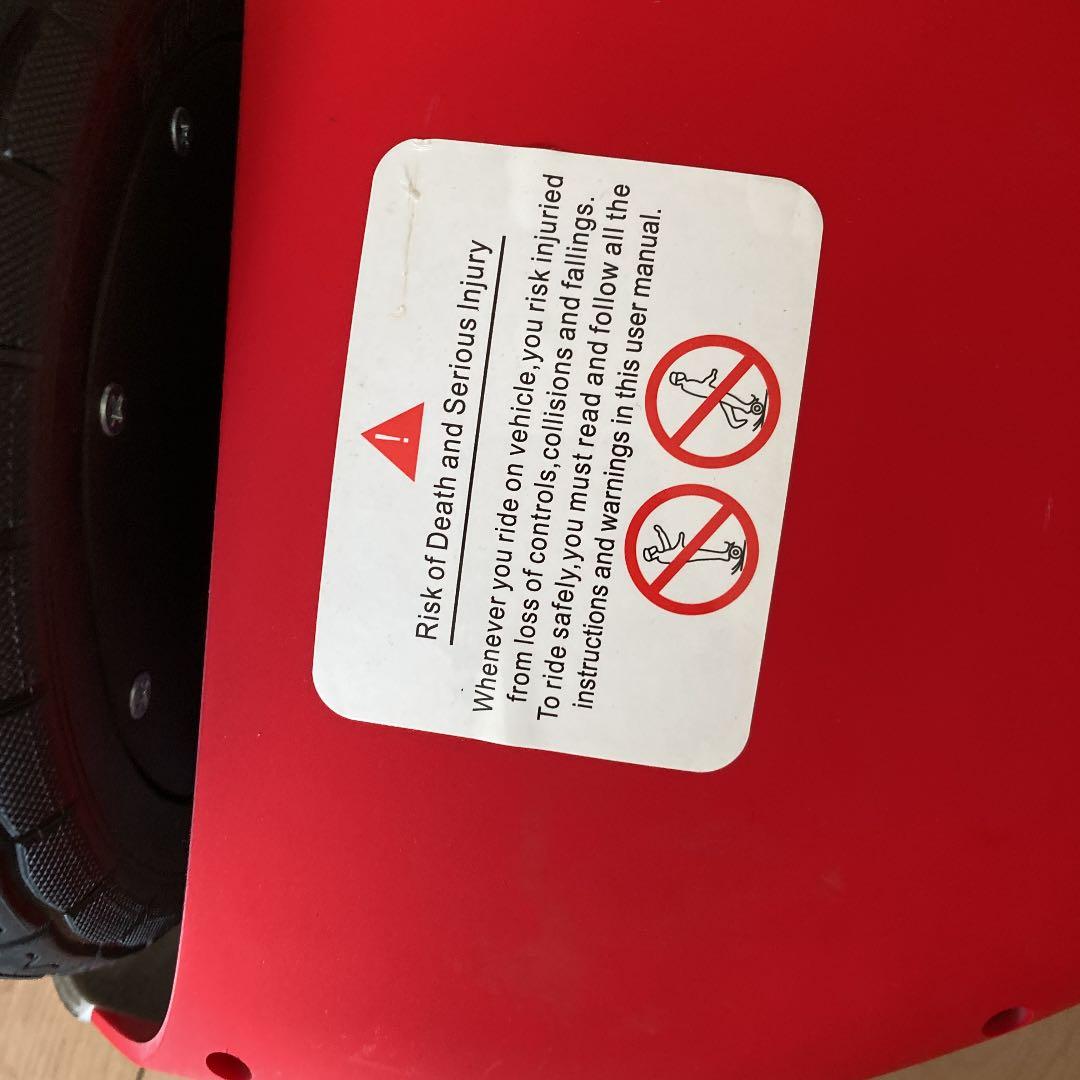 !
Risk of Death and Serious Injury
Whenever you ride on vehicle,you risk injuried
from loss of controls,collisions and fallings.
To ride safely,you must read and follow all the
instructions and warnings in this user manual.